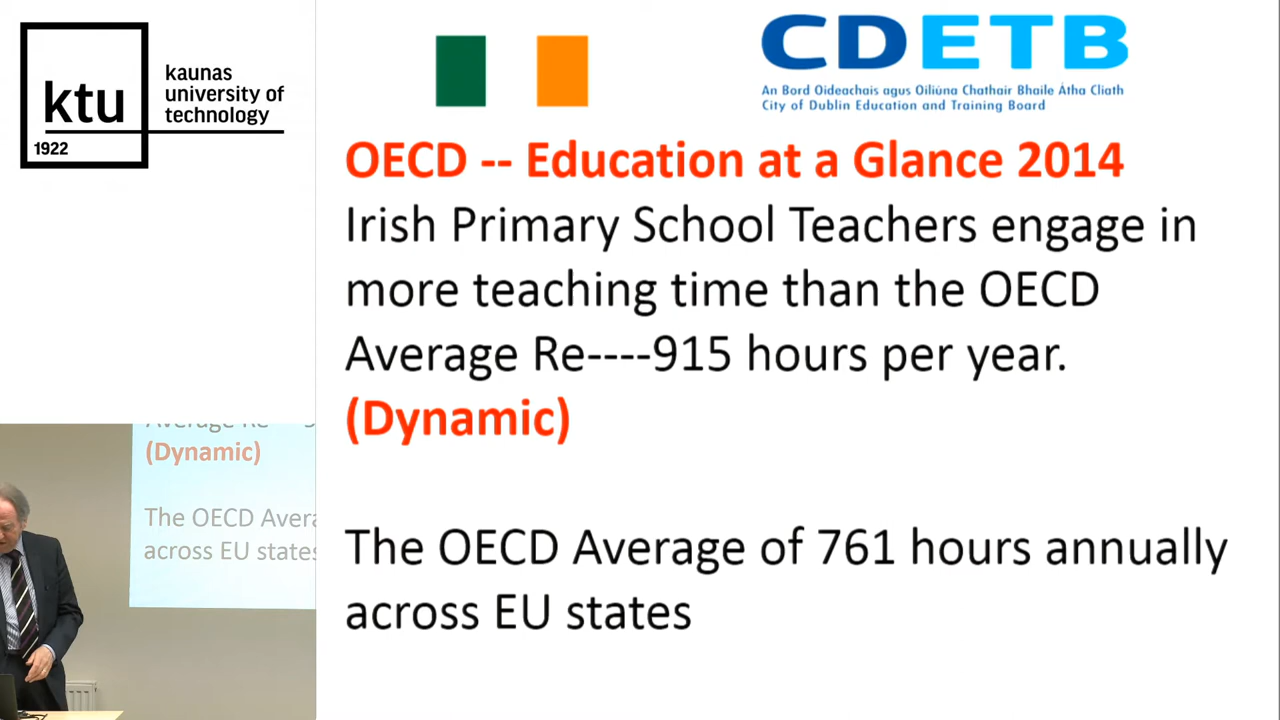 ktu
1922
kaunas
university of
technology
CDETB
An Bord Oideachais agus Oiliúna Chathair Bhaile Átha Cliath
City of Dublin Education and Training Board
OECD -- Education at a Glance 2014
Irish Primary School Teachers engage in
more teaching time than the OECD
Average Re----915 hours per year.
(Dynamic)
The OECD Average of 761 hours annually
across EU states
(Dynamic)
The OECD
across EU states